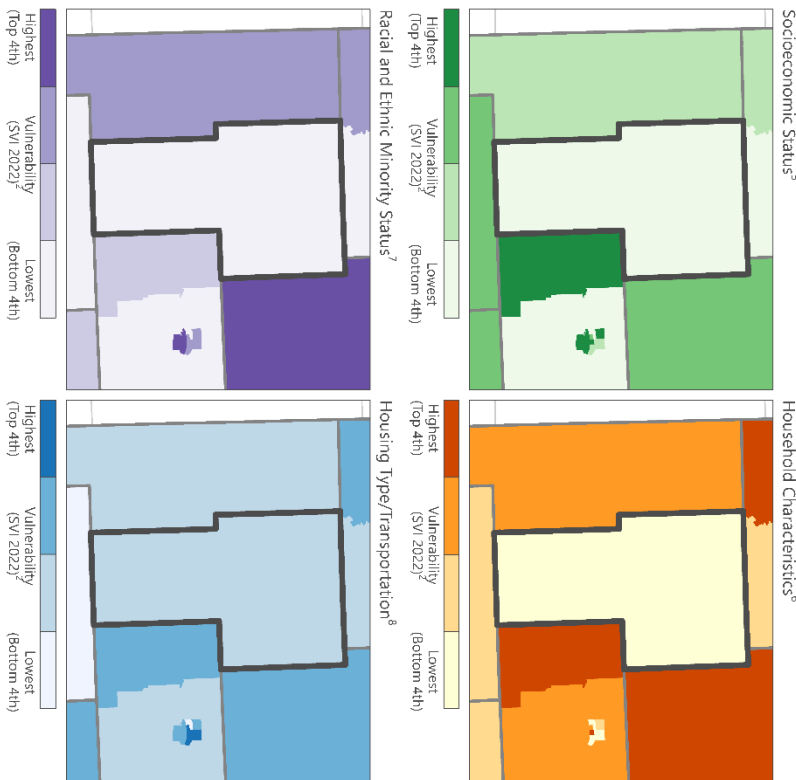 Socioeconomic Status⁵
Highest
(Top 4th)
Vulnerability
(SVI 2022)²
Lowest
(Bottom 4th)
Household Characteristics⁶
Highest
(Top 4th)
Vulnerability
(SVI 2022)²
Lowest
(Bottom 4th)
Racial and Ethnic Minority Status⁷
Highest
(Top 4th)
Vulnerability
(SVI 2022)²
Lowest
(Bottom 4th)
Housing Type/Transportation⁸
Highest
(Top 4th)
Vulnerability
(SVI 2022)²
Lowest
(Bottom 4th)